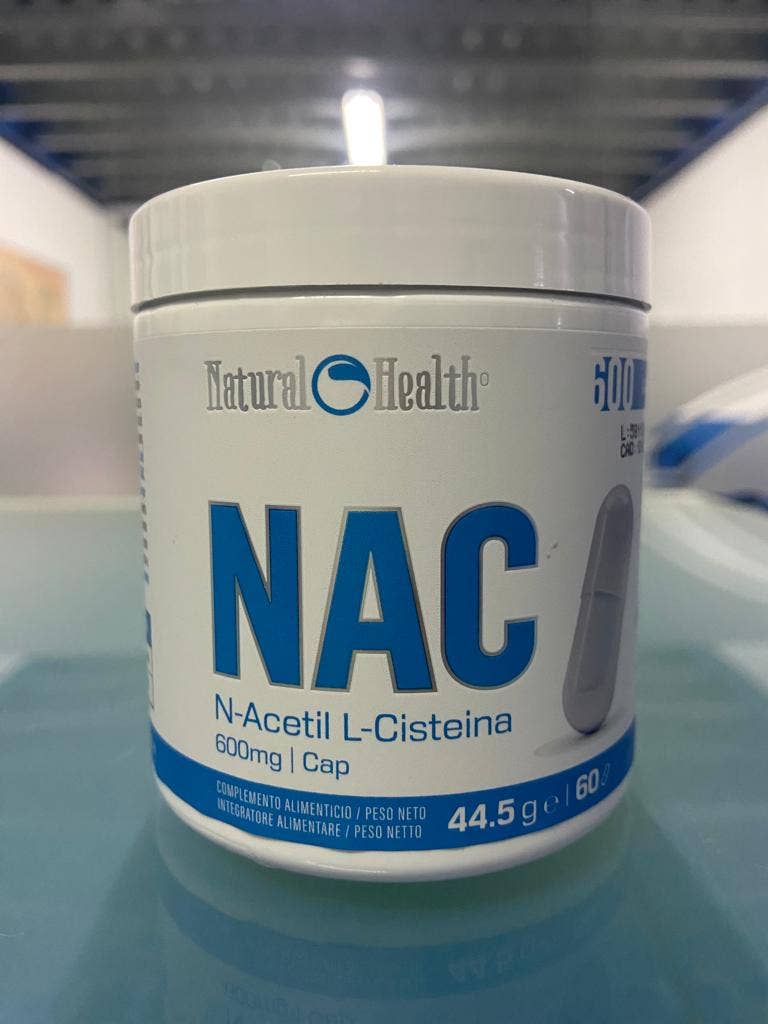 Natural Health
600
NAC
N-Acetil L-Cisteina
600mg | Cap
COMPLEMENTO ALIMENTICIO / PESO NETO
INTEGRATORE ALIMENTARE / PESO NETTO
44.5 g e | 60